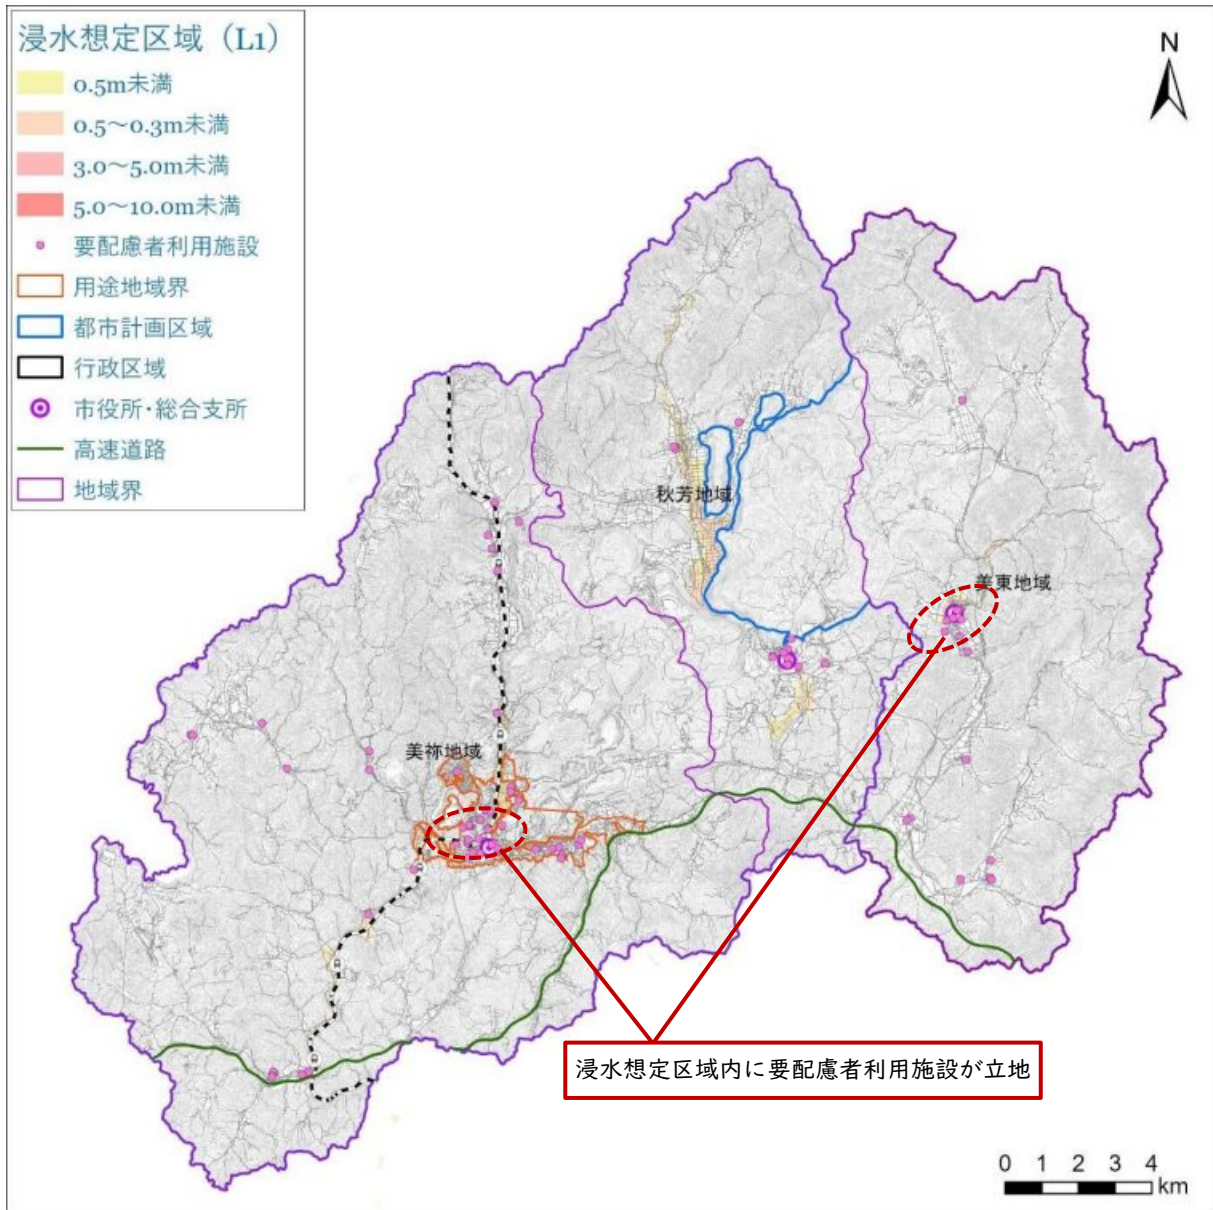 浸水想定区域（L1）
0.5m未満
0.5～0.3m未満
3.0～5.0m未満
5.0～10.0m未満
要配慮者利用施設
用途地域界
都市計画区域
行政区域
市役所・総合支所
高速道路
地域界
N
秋芳地域
美東地域
美祢地域
浸水想定区域内に要配慮者利用施設が立地
0 1 2 3 4
km